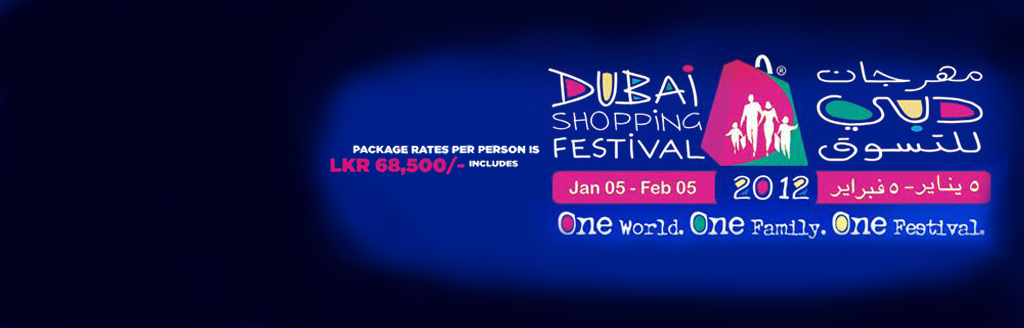 PACKAGE RATES PER PERSON IS
LKR 68,500/- INCLUDES
DUBAI
SHOPPING
FESTIVAL
®
مهرجان
دبي
للتسوق
Jan 05 - Feb 05
2012
٥ يناير - ٥ فبراير
One World. One Family. One Festival.